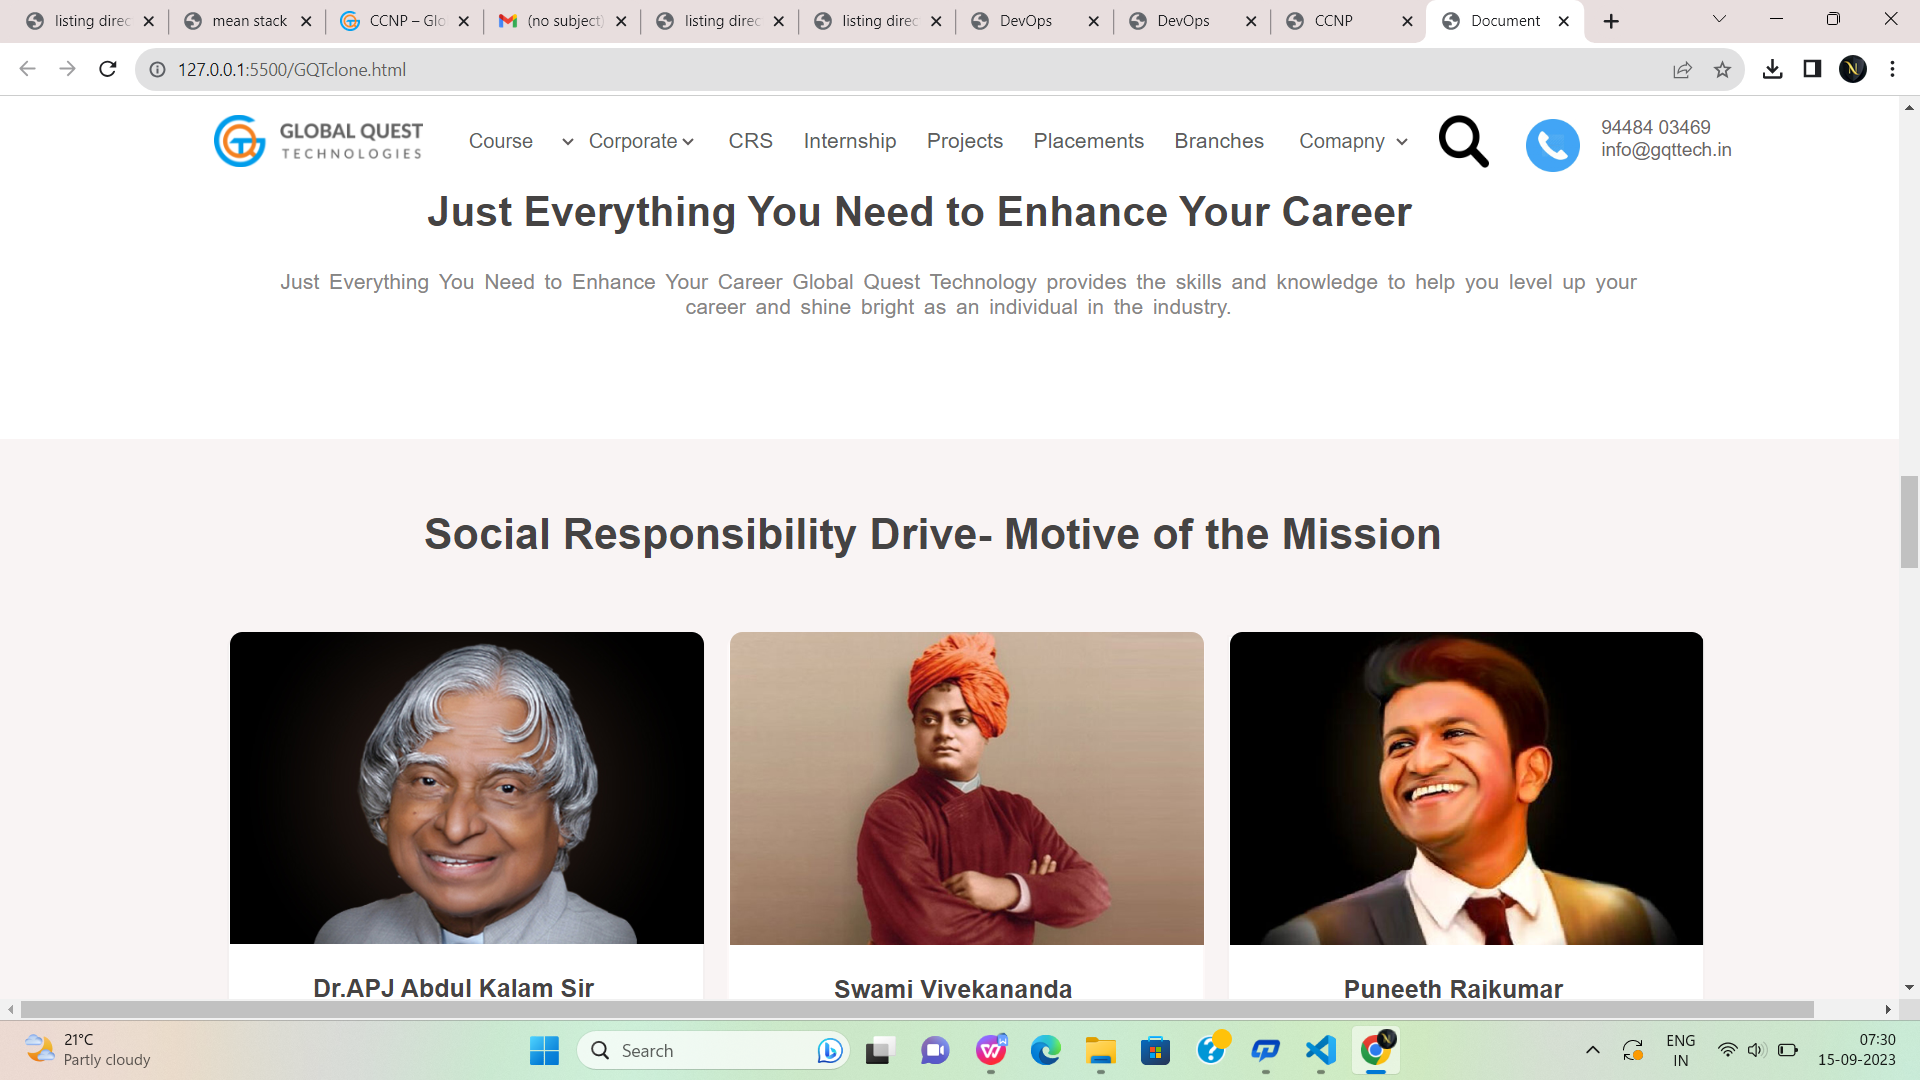 listing direc
mean stack
CCNP – Glo
(no subject)
listing direc
listing direc
DevOps
DevOps
CCNP
Document
127.0.0.1:5500/GQTclone.html
GLOBAL QUEST
TECHNOLOGIES
Course
Corporate
CRS
Internship
Projects
Placements
Branches
Comapny
94484 03469
info@gqttech.in
Just Everything You Need to Enhance Your Career
Just Everything You Need to Enhance Your Career Global Quest Technology provides the skills and knowledge to help you level up your
career and shine bright as an individual in the industry.
Social Responsibility Drive- Motive of the Mission
Dr.APJ Abdul Kalam Sir
Swami Vivekananda
Puneeth Rajkumar
21°C
Partly cloudy
Search
ENG
IN
07:30
15-09-2023